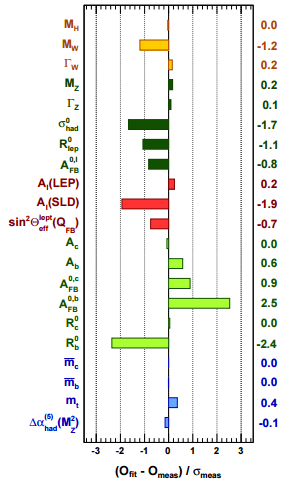 M_H 0.0
M_W -1.2
Γ_W 0.2
M_Z 0.2
Γ_Z 0.1
σ^0_had -1.7
R^0_lep -1.1
A^{0,l}_FB -0.8
A_l(LEP) 0.2
A_l(SLD) -1.9
sin²Θ^lept_eff(Q_FB) -0.7
A_c 0.0
A_b 0.6
A^{0,c}_FB 0.9
A^{0,b}_FB 2.5
R^0_c 0.0
R^0_b -2.4
m̅_c 0.0
m̅_b 0.0
m_t 0.4
Δα^(5)_had(M²_Z) -0.1
-3 -2 -1 0 1 2 3
(O_fit - O_meas) / σ_meas